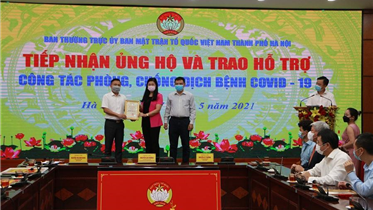 BAN THƯỜNG TRỰC ỦY BAN MẶT TRẬN TỔ QUỐC VIỆT NAM THÀNH PHỐ HÀ NỘI
TIẾP NHẬN ỦNG HỘ VÀ TRAO HỖ TRỢ
CÔNG TÁC PHÒNG, CHỐNG DỊCH BỆNH COVID - 19
Hà 5 năm 2021